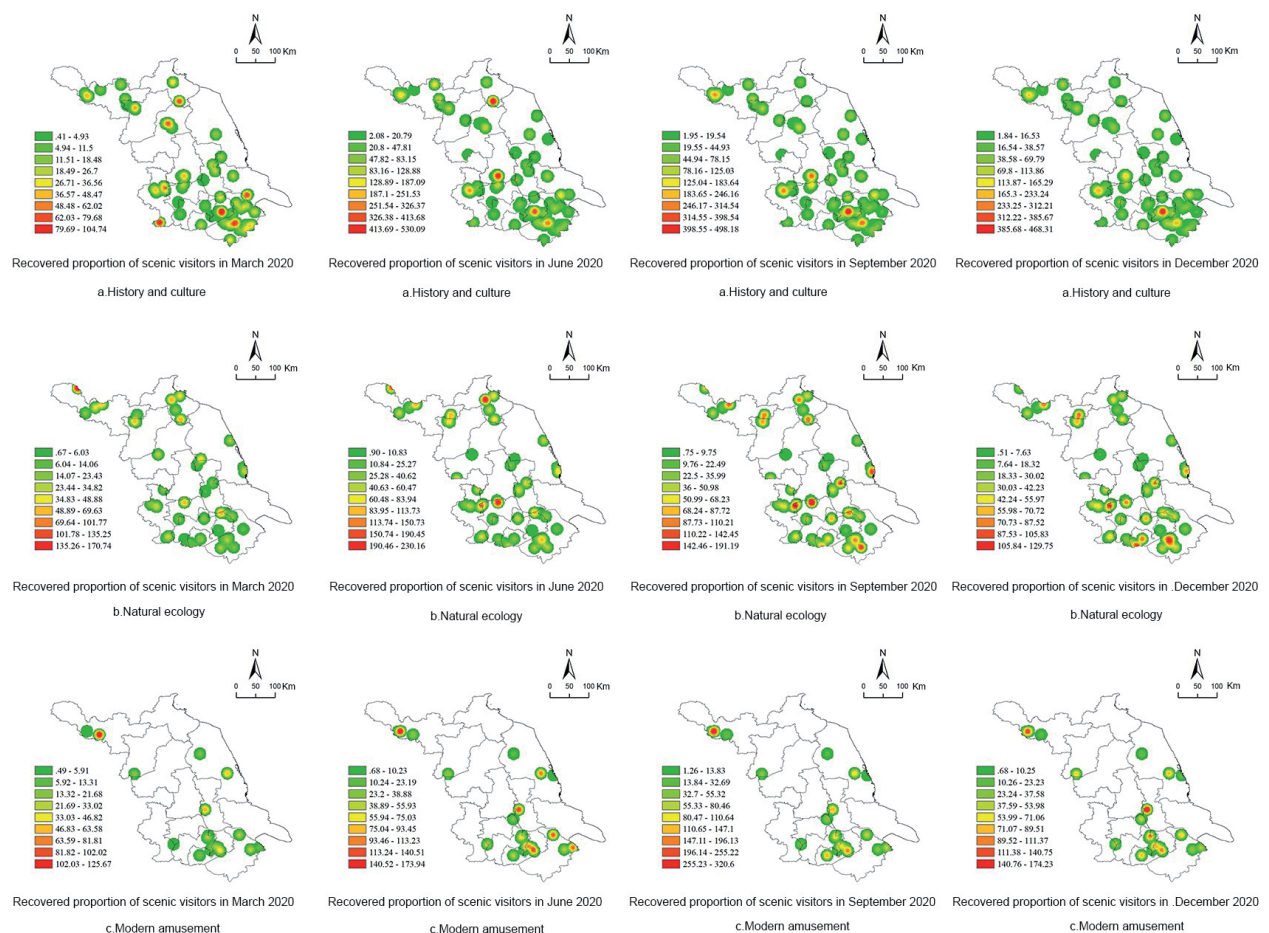 N
0 50 100 Km
.41 - 4.93
4.94 - 11.5
11.51 - 18.48
18.49 - 26.7
26.71 - 36.56
36.57 - 48.47
48.48 - 62.02
62.03 - 79.68
79.69 - 104.74
Recovered proportion of scenic visitors in March 2020
a.History and culture
N
0 50 100 Km
2.08 - 20.79
20.8 - 47.81
47.82 - 83.15
83.16 - 128.88
128.89 - 187.09
187.1 - 251.53
251.54 - 326.37
326.38 - 413.68
413.69 - 530.09
Recovered proportion of scenic visitors in June 2020
a.History and culture
N
0 50 100 Km
1.95 - 19.54
19.55 - 44.93
44.94 - 78.15
78.16 - 125.03
125.04 - 183.64
183.65 - 246.16
246.17 - 314.54
314.55 - 398.54
398.55 - 498.18
Recovered proportion of scenic visitors in September 2020
a.History and culture
N
0 50 100 Km
1.84 - 16.53
16.54 - 38.57
38.58 - 69.79
69.8 - 113.86
113.87 - 165.29
165.3 - 233.24
233.25 - 312.21
312.22 - 385.67
385.68 - 468.31
Recovered proportion of scenic visitors in December 2020
a.History and culture
N
0 50 100 Km
.67 - 6.03
6.04 - 14.06
14.07 - 23.43
23.44 - 34.82
34.83 - 48.88
48.89 - 69.63
69.64 - 101.77
101.78 - 135.25
135.26 - 170.74
Recovered proportion of scenic visitors in March 2020
b.Natural ecology
N
0 50 100 Km
.90 - 10.83
10.84 - 25.27
25.28 - 40.62
40.63 - 60.47
60.48 - 83.94
83.95 - 113.73
113.74 - 150.73
150.74 - 190.45
190.46 - 230.16
Recovered proportion of scenic visitors in June 2020
b.Natural ecology
N
0 50 100 Km
.75 - 9.75
9.76 - 22.49
22.5 - 35.99
36 - 50.98
50.99 - 68.23
68.24 - 87.72
87.73 - 110.21
110.22 - 142.45
142.46 - 191.19
Recovered proportion of scenic visitors in September 2020
b.Natural ecology
N
0 50 100 Km
.51 - 7.63
7.64 - 18.32
18.33 - 30.02
30.03 - 42.23
42.24 - 55.97
55.98 - 70.72
70.73 - 87.52
87.53 - 105.83
105.84 - 129.75
Recovered proportion of scenic visitors in .December 2020
b.Natural ecology
N
0 50 100 Km
.49 - 5.91
5.92 - 13.31
13.32 - 21.68
21.69 - 33.02
33.03 - 46.82
46.83 - 63.58
63.59 - 81.81
81.82 - 102.02
102.03 - 125.67
Recovered proportion of scenic visitors in March 2020
c.Modern amusement
N
0 50 100 Km
.68 - 10.23
10.24 - 23.19
23.2 - 38.88
38.89 - 55.93
55.94 - 75.03
75.04 - 93.45
93.46 - 113.23
113.24 - 140.51
140.52 - 173.94
Recovered proportion of scenic visitors in June 2020
c.Modern amusement
N
0 50 100 Km
1.26 - 13.83
13.84 - 32.69
32.7 - 55.32
55.33 - 80.46
80.47 - 110.64
110.65 - 147.1
147.11 - 196.13
196.14 - 255.22
255.23 - 320.6
Recovered proportion of scenic visitors in September 2020
c.Modern amusement
N
0 50 100 Km
.68 - 10.25
10.26 - 23.23
23.24 - 37.58
37.59 - 53.98
53.99 - 71.06
71.07 - 89.51
89.52 - 111.37
111.38 - 140.75
140.76 - 174.23
Recovered proportion of scenic visitors in .December 2020
c.Modern amusement